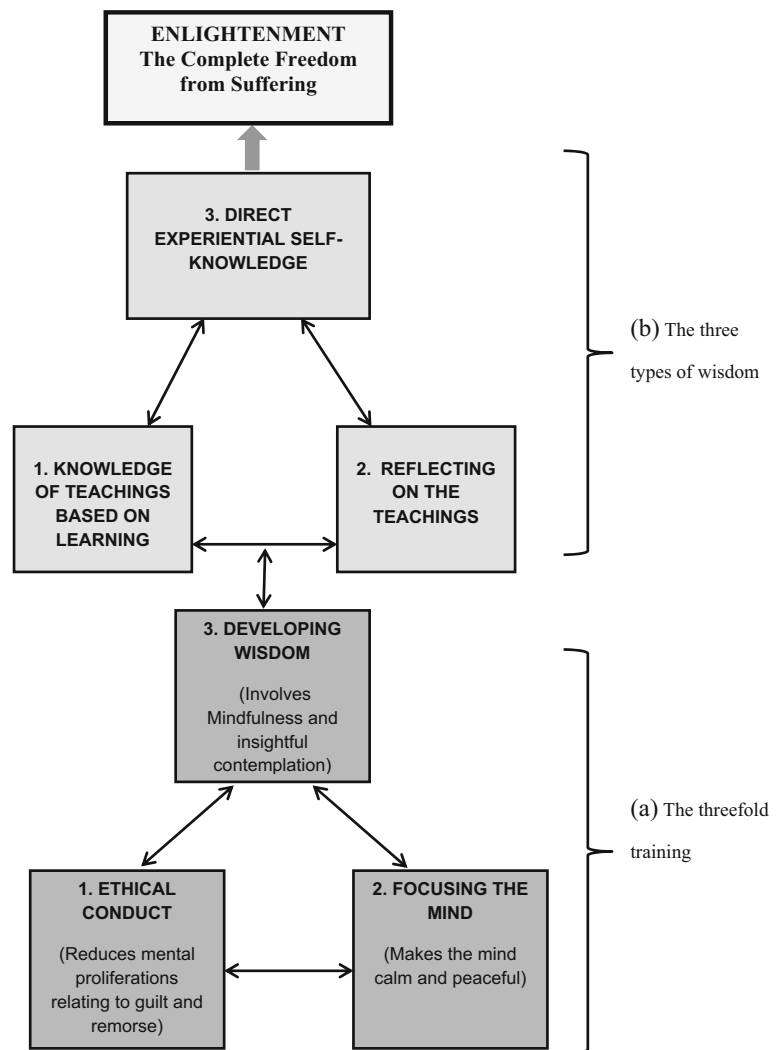 ENLIGHTENMENT
The Complete Freedom
from Suffering
3. DIRECT
EXPERIENTIAL SELF-
KNOWLEDGE
(b) The three
types of wisdom
1. KNOWLEDGE
OF TEACHINGS
BASED ON
LEARNING
2. REFLECTING
ON THE
TEACHINGS
3. DEVELOPING
WISDOM
(Involves
Mindfulness and
insightful
contemplation)
(a) The threefold
training
1. ETHICAL
CONDUCT
(Reduces mental
proliferations
relating to guilt and
remorse)
2. FOCUSING THE
MIND
(Makes the mind
calm and peaceful)